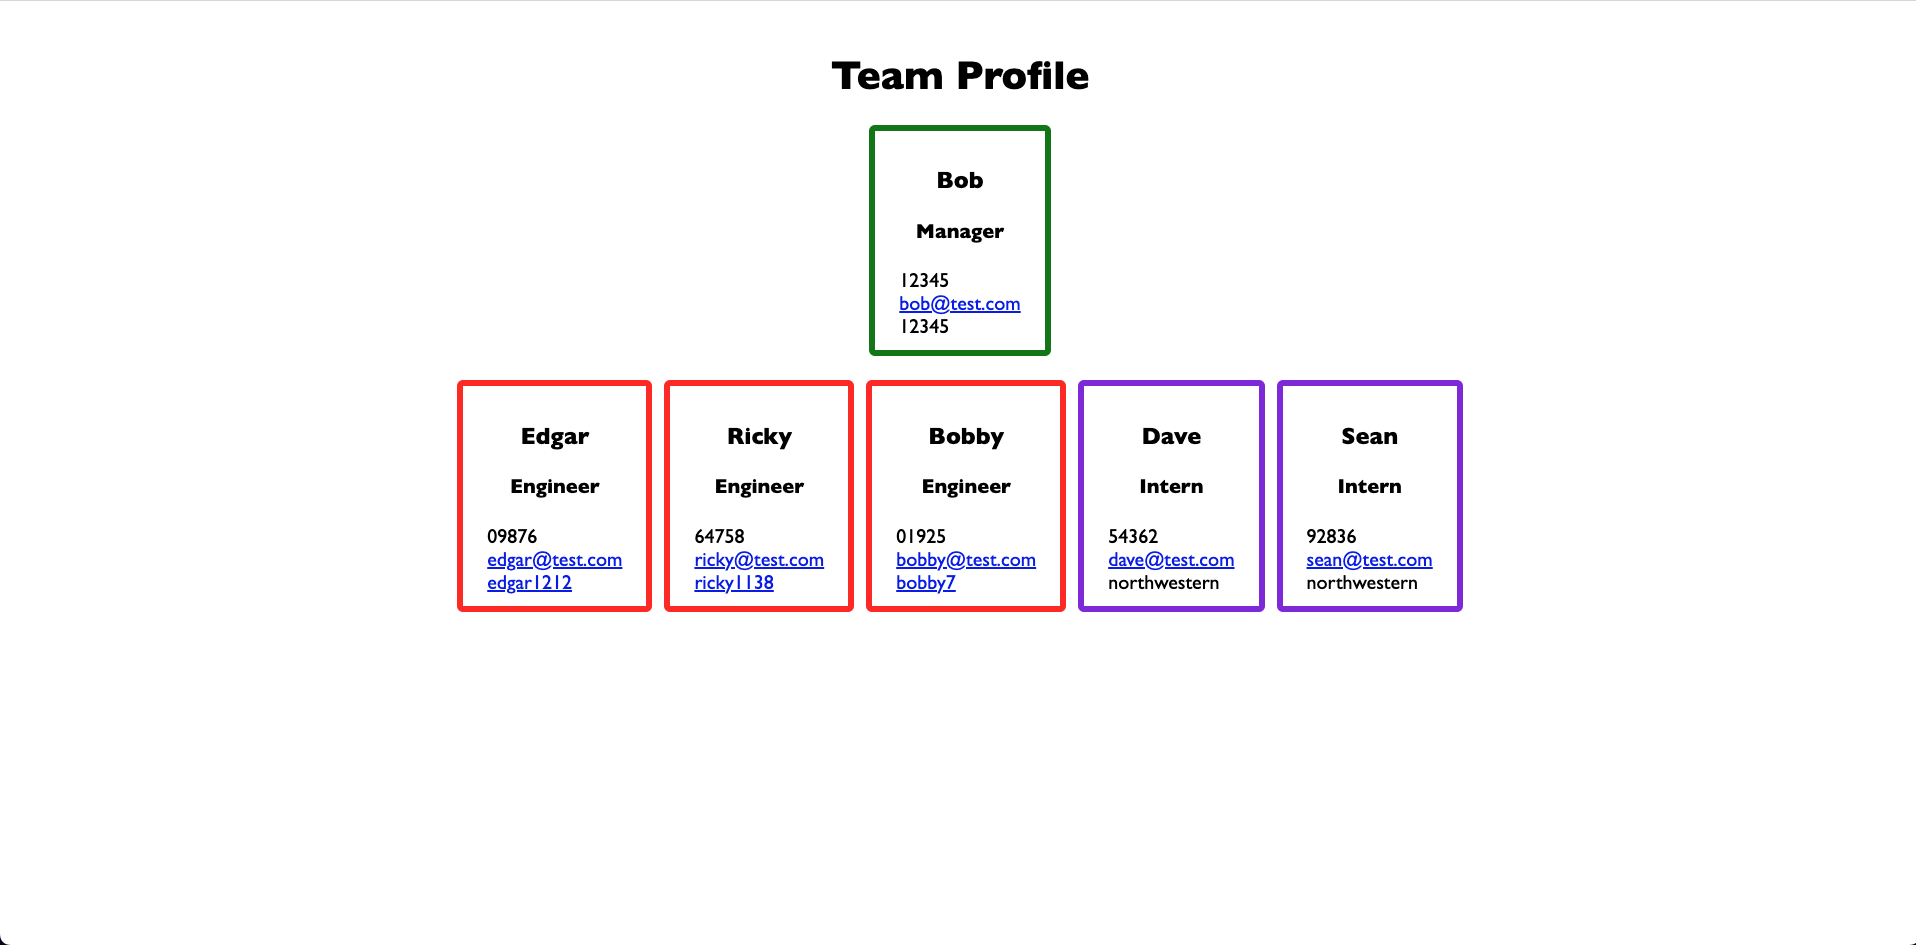 Team Profile
Bob
Manager
12345
bob@test.com
12345
Edgar
Engineer
09876
edgar@test.com
edgar1212
Ricky
Engineer
64758
ricky@test.com
ricky1138
Bobby
Engineer
01925
bobby@test.com
bobby7
Dave
Intern
54362
dave@test.com
northwestern
Sean
Intern
92836
sean@test.com
northwestern